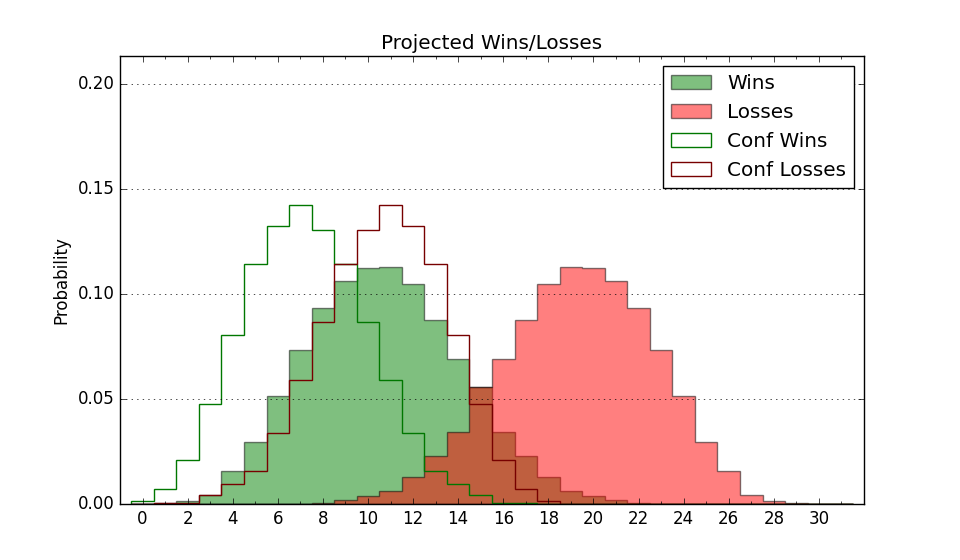 Projected Wins/Losses
Wins
Losses
Conf Wins
Conf Losses
Probability
0.20
0.15
0.10
0.05
0.00
0 2 4 6 8 10 12 14 16 18 20 22 24 26 28 30